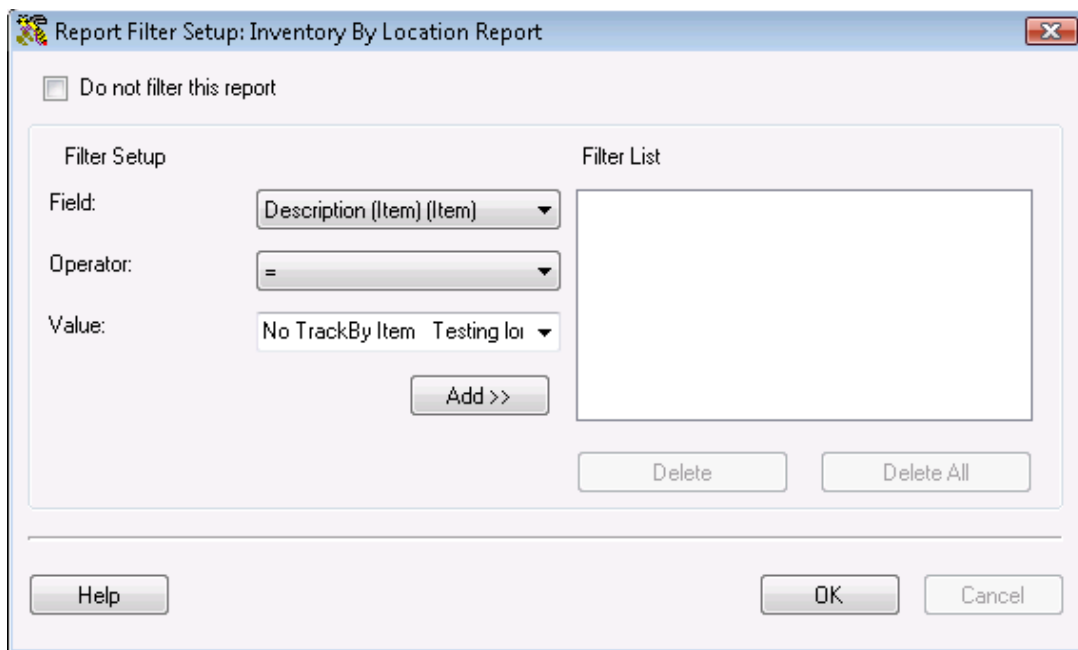 Report Filter Setup: Inventory By Location Report
Do not filter this report
Filter Setup
Filter List
Field:
Description (Item) (Item)
Operator:
=
Value:
No TrackBy Item Testing
Add >>
Delete
Delete All
Help
OK
Cancel